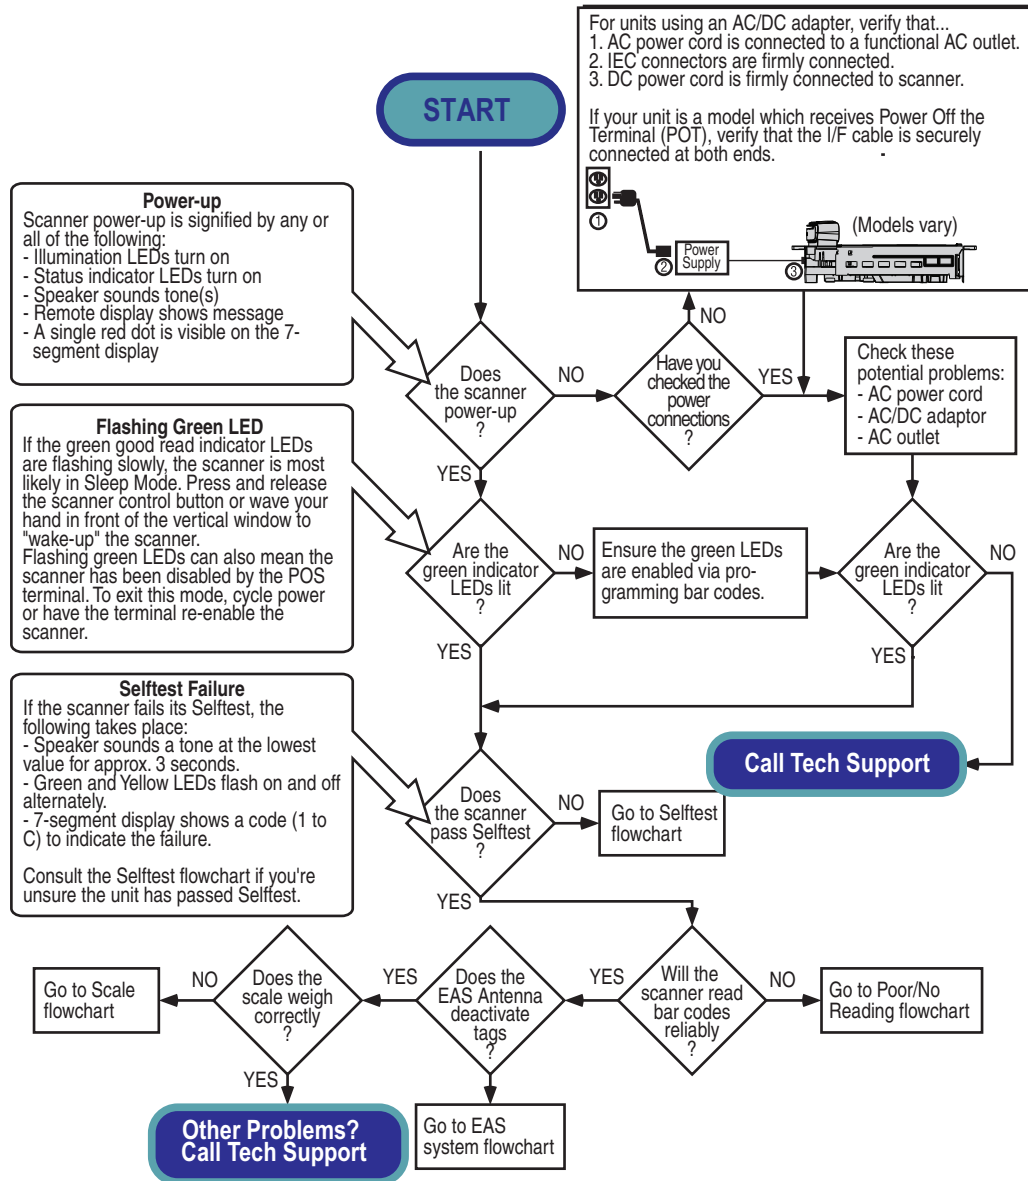 For units using an AC/DC adapter, verify that...
1. AC power cord is connected to a functional AC outlet.
2. IEC connectors are firmly connected.
3. DC power cord is firmly connected to scanner.
If your unit is a model which receives Power Off the
Terminal (POT), verify that the I/F cable is securely
connected at both ends.
1
2
Power
Supply
3
(Models vary)
START
Power-up
Scanner power-up is signified by any or
all of the following:
- Illumination LEDs turn on
- Status indicator LEDs turn on
- Speaker sounds tone(s)
- Remote display shows message
- A single red dot is visible on the 7-
segment display
Does
the scanner
power-up
?
NO
YES
Have you
checked the
power
connections
?
NO
YES
Check these
potential problems:
- AC power cord
- AC/DC adaptor
- AC outlet
Flashing Green LED
If the green good read indicator LEDs
are flashing slowly, the scanner is most
likely in Sleep Mode. Press and release
the scanner control button or wave your
hand in front of the vertical window to
"wake-up" the scanner.
Flashing green LEDs can also mean the
scanner has been disabled by the POS
terminal. To exit this mode, cycle power
or have the terminal re-enable the
scanner.
Are the
green indicator
LEDs lit
?
NO
YES
Ensure the green LEDs
are enabled via pro-
gramming bar codes.
Are the
green indicator
LEDs lit
?
NO
YES
Call Tech Support
Selftest Failure
If the scanner fails its Selftest, the
following takes place:
- Speaker sounds a tone at the lowest
value for approx. 3 seconds.
- Green and Yellow LEDs flash on and off
alternately.
- 7-segment display shows a code (1 to
C) to indicate the failure.
Consult the Selftest flowchart if you're
unsure the unit has passed Selftest.
Does
the scanner
pass Selftest
?
NO
YES
Go to Selftest
flowchart
Will the
scanner read
bar codes
reliably
?
NO
YES
Go to Poor/No
Reading flowchart
Does the
EAS Antenna
deactivate
tags
?
YES
Go to EAS
system flowchart
Does the
scale weigh
correctly
?
NO
YES
Go to Scale
flowchart
Other Problems?
Call Tech Support